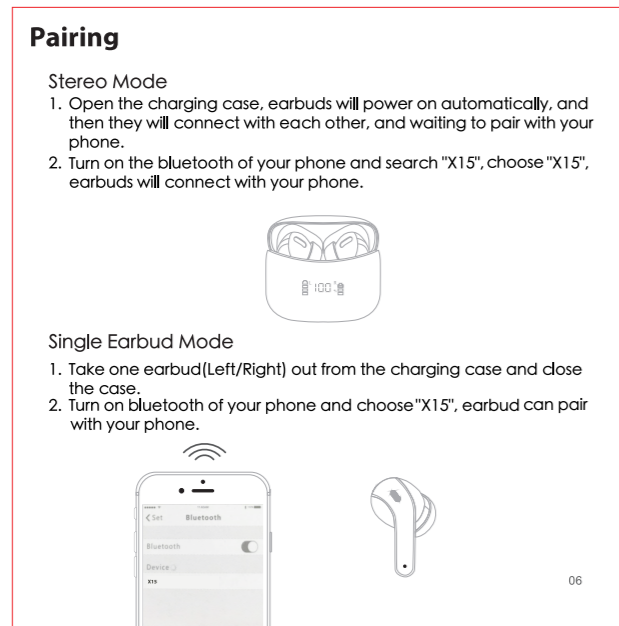 Pairing
Stereo Mode
1. Open the charging case, earbuds will power on automatically, and
then they will connect with each other, and waiting to pair with your
phone.
2. Turn on the bluetooth of your phone and search "X15", choose "X15",
earbuds will connect with your phone.
100
Single Earbud Mode
1. Take one earbud(Left/Right) out from the charging case and close
the case.
2. Turn on bluetooth of your phone and choose "X15", earbud can pair
with your phone.
Set Bluetooth
Bluetooth
Device
X15
06